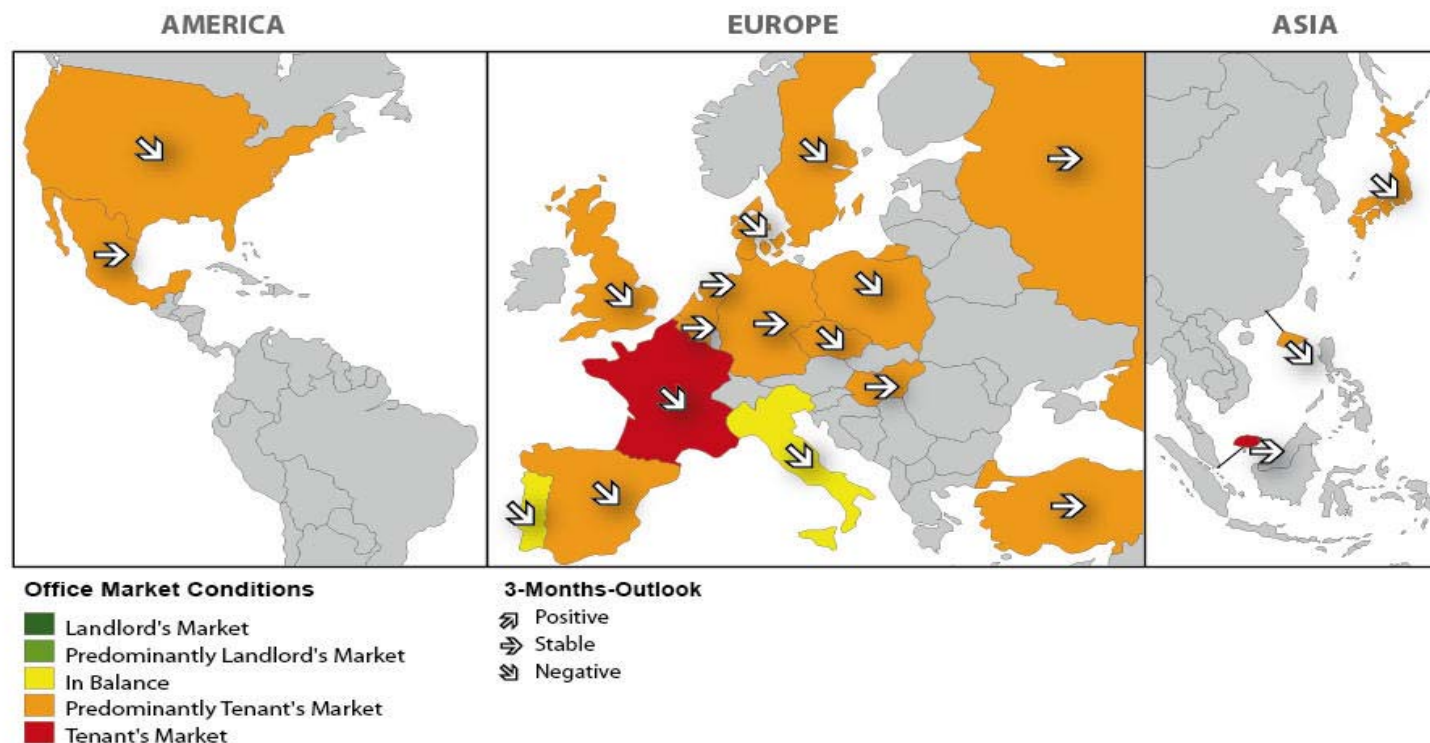 AMERICA
EUROPE
ASIA
Office Market Conditions
Landlord's Market
Predominantly Landlord's Market
In Balance
Predominantly Tenant's Market
Tenant's Market
3-Months-Outlook
Positive
Stable
Negative